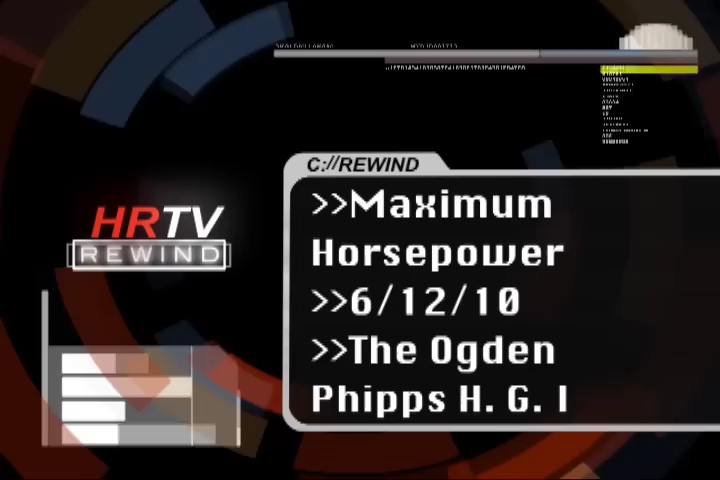 C://REWIND
HRTV
REWIND
>>Maximum
Horsepower
>>6/12/10
>>The Ogden
Phipps H. G. I